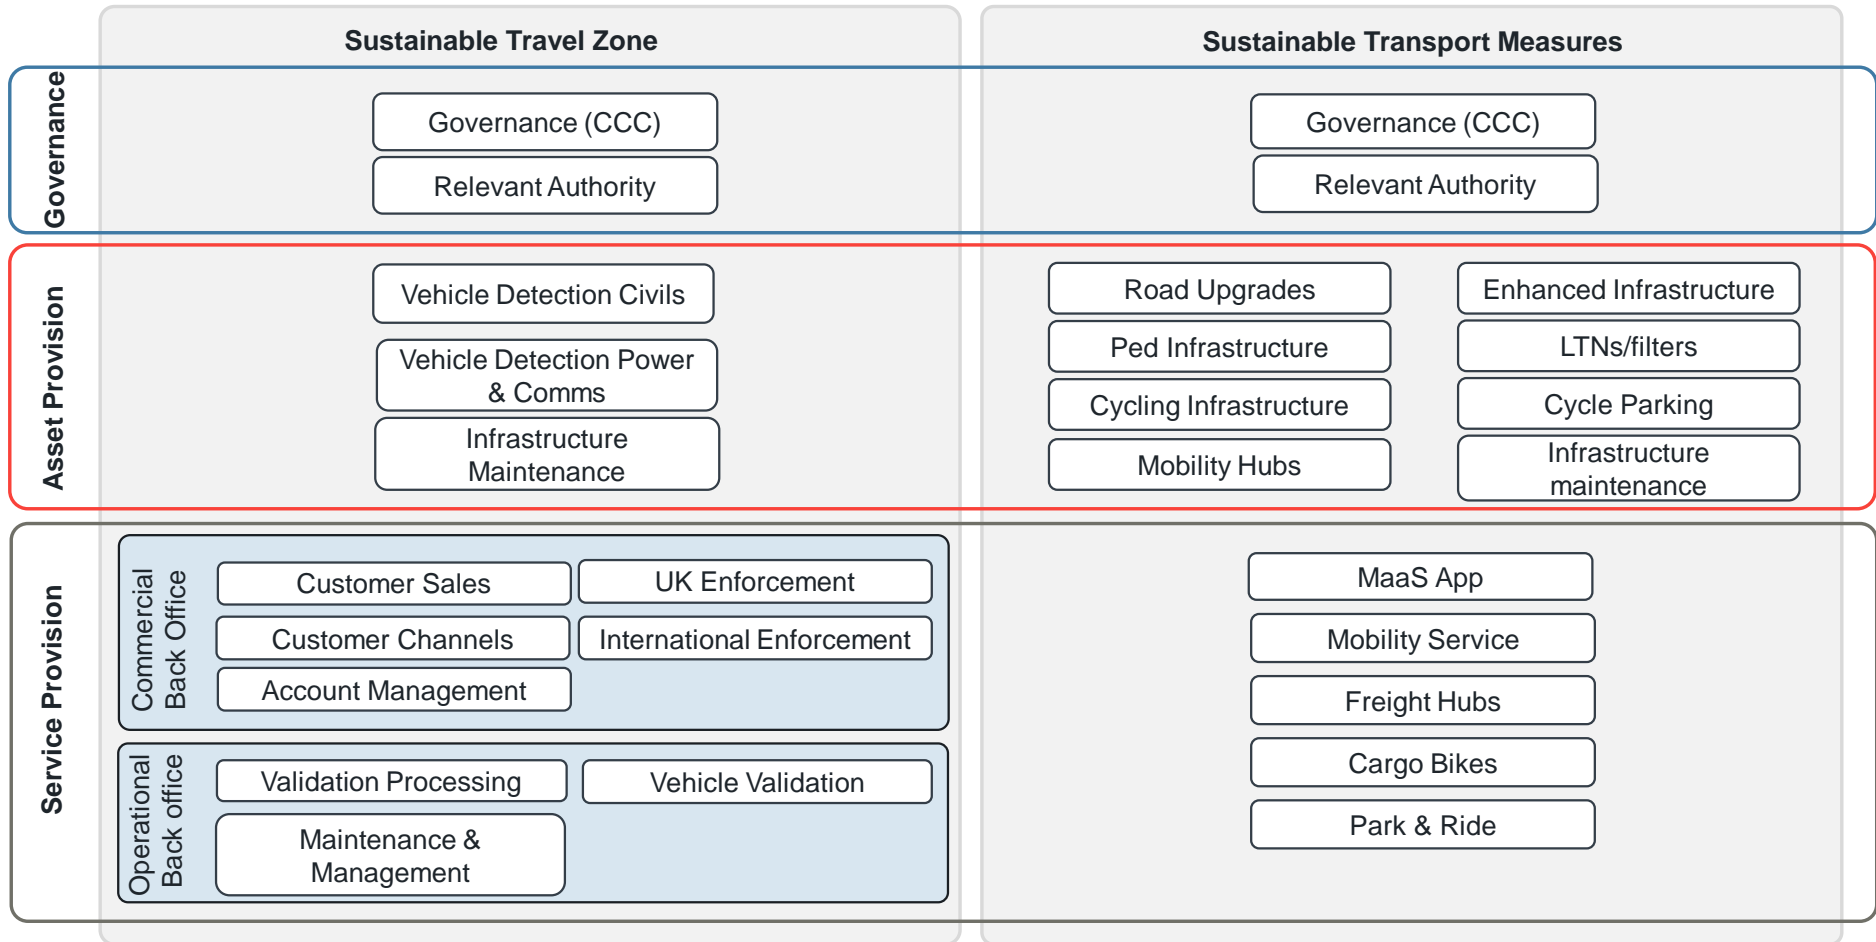 Sustainable Travel Zone
Sustainable Transport Measures
Governance
Governance (CCC)
Relevant Authority
Governance (CCC)
Relevant Authority
Asset Provision
Vehicle Detection Civils
Vehicle Detection Power
& Comms
Infrastructure
Maintenance
Road Upgrades
Ped Infrastructure
Cycling Infrastructure
Mobility Hubs
Enhanced Infrastructure
LTNs/filters
Cycle Parking
Infrastructure
maintenance
Service Provision
Commercial
Back Office
Customer Sales
Customer Channels
Account Management
UK Enforcement
International Enforcement
Operational
Back office
Validation Processing
Maintenance &
Management
Vehicle Validation
MaaS App
Mobility Service
Freight Hubs
Cargo Bikes
Park & Ride